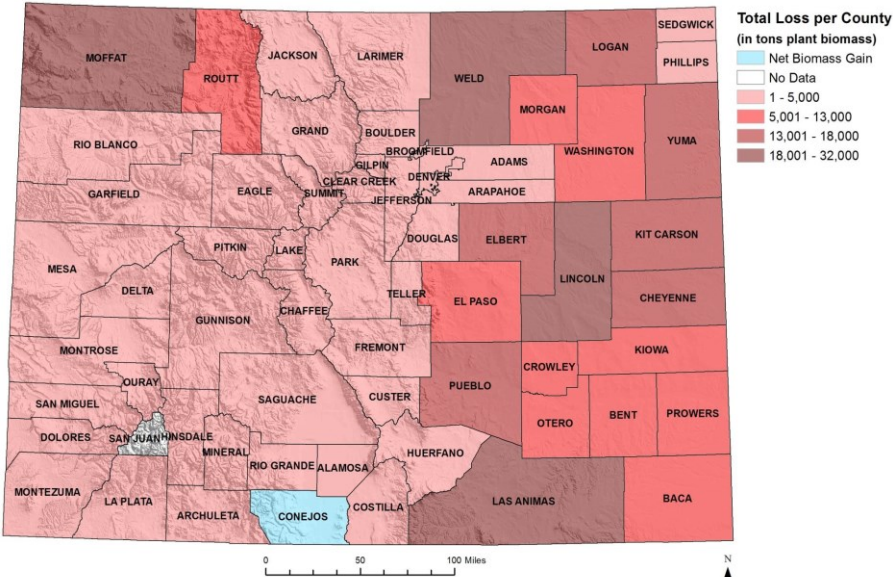 Total Loss per County
(in tons plant biomass)
Net Biomass Gain
No Data
1 - 5,000
5,001 - 13,000
13,001 - 18,000
18,001 - 32,000
SEDGWICK
MOFFAT
ROUTT
JACKSON
LARIMER
WELD
LOGAN
PHILLIPS
MORGAN
RIO BLANCO
GRAND
BOULDER
WASHINGTON
YUMA
BROOMFIELD
GILPIN
ADAMS
DENVER
CLEAR CREEK
GARFIELD
EAGLE
SUMMIT
JEFFERSON
ARAPAHOE
PITKIN
LAKE
PARK
DOUGLAS
ELBERT
KIT CARSON
MESA
DELTA
LINCOLN
TELLER
EL PASO
CHEYENNE
GUNNISON
CHAFFEE
MONTROSE
FREMONT
CROWLEY
KIOWA
OURAY
PUEBLO
SAN MIGUEL
SAGUACHE
CUSTER
OTERO
BENT
PROWERS
DOLORES
SAN JUAN
HINSDALE
MINERAL
HUERFANO
RIO GRANDE
ALAMOSA
MONTEZUMA
LA PLATA
ARCHULETA
CONEJOS
COSTILLA
LAS ANIMAS
BACA
0 50 100 Miles
N